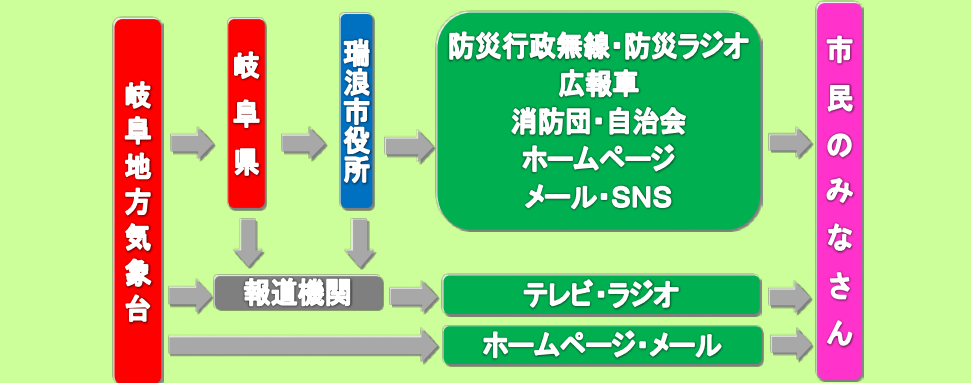 岐阜地方気象台
岐阜県
瑞浪市役所
防災行政無線・防災ラジオ
広報車
消防団・自治会
ホームページ
メール・SNS
市民のみなさん
報道機関
テレビ・ラジオ
ホームページ・メール